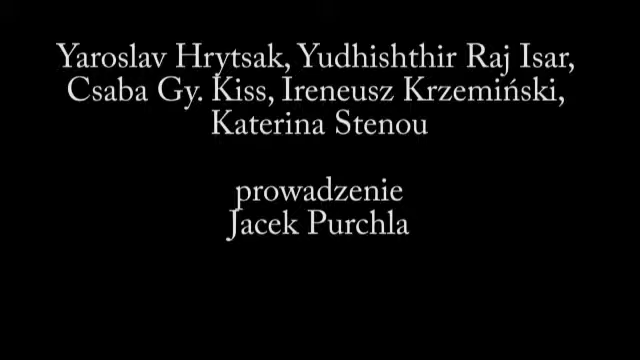 Yaroslav Hrytsak, Yudhishthir Raj Isar,
Csaba Gy. Kiss, Ireneusz Krzemiński,
Katerina Stenou
prowadzenie
Jacek Purchla